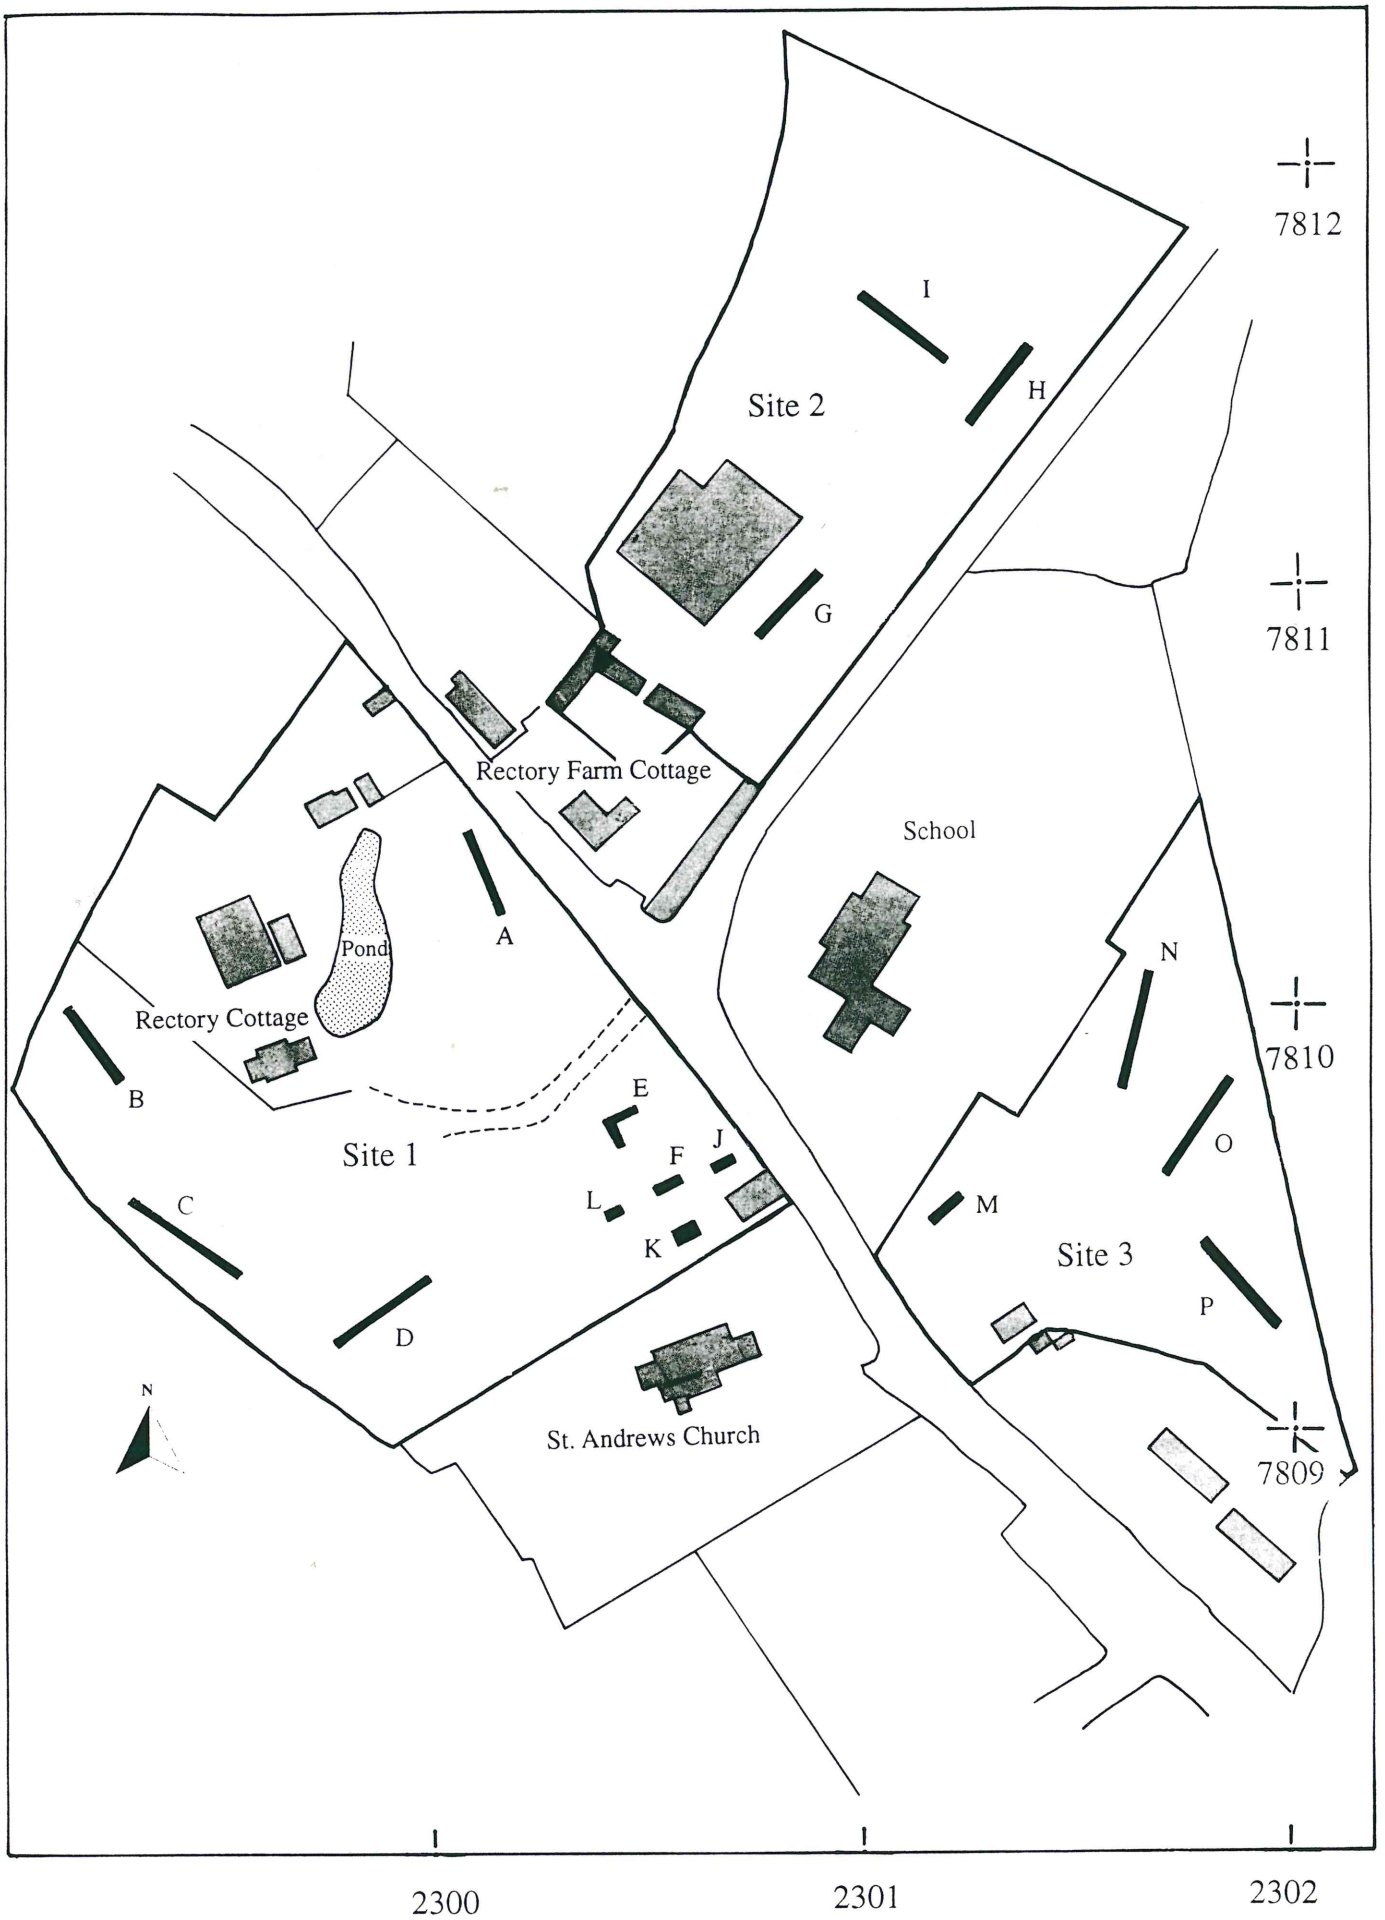 7812
I
H
Site 2
G
7811
Rectory Farm Cottage
School
A
Pond
N
Rectory Cottage
7810
B
E
O
Site 1
J
F
C
L
M
K
Site 3
P
D
N
St. Andrews Church
7809
2300
2301
2302